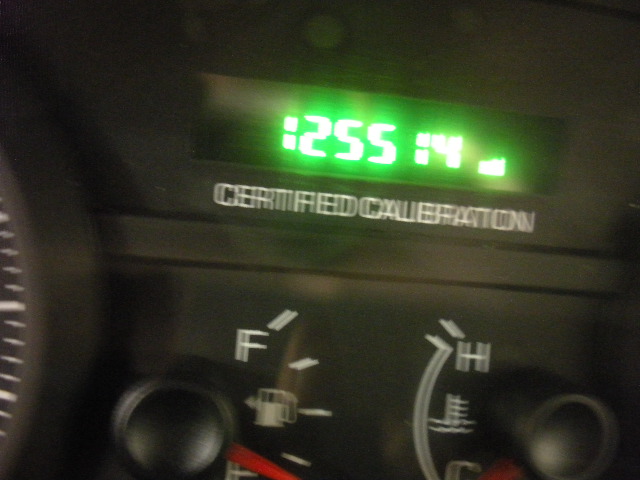 125514
CERTIFIED CALIBRATION
F H
E C